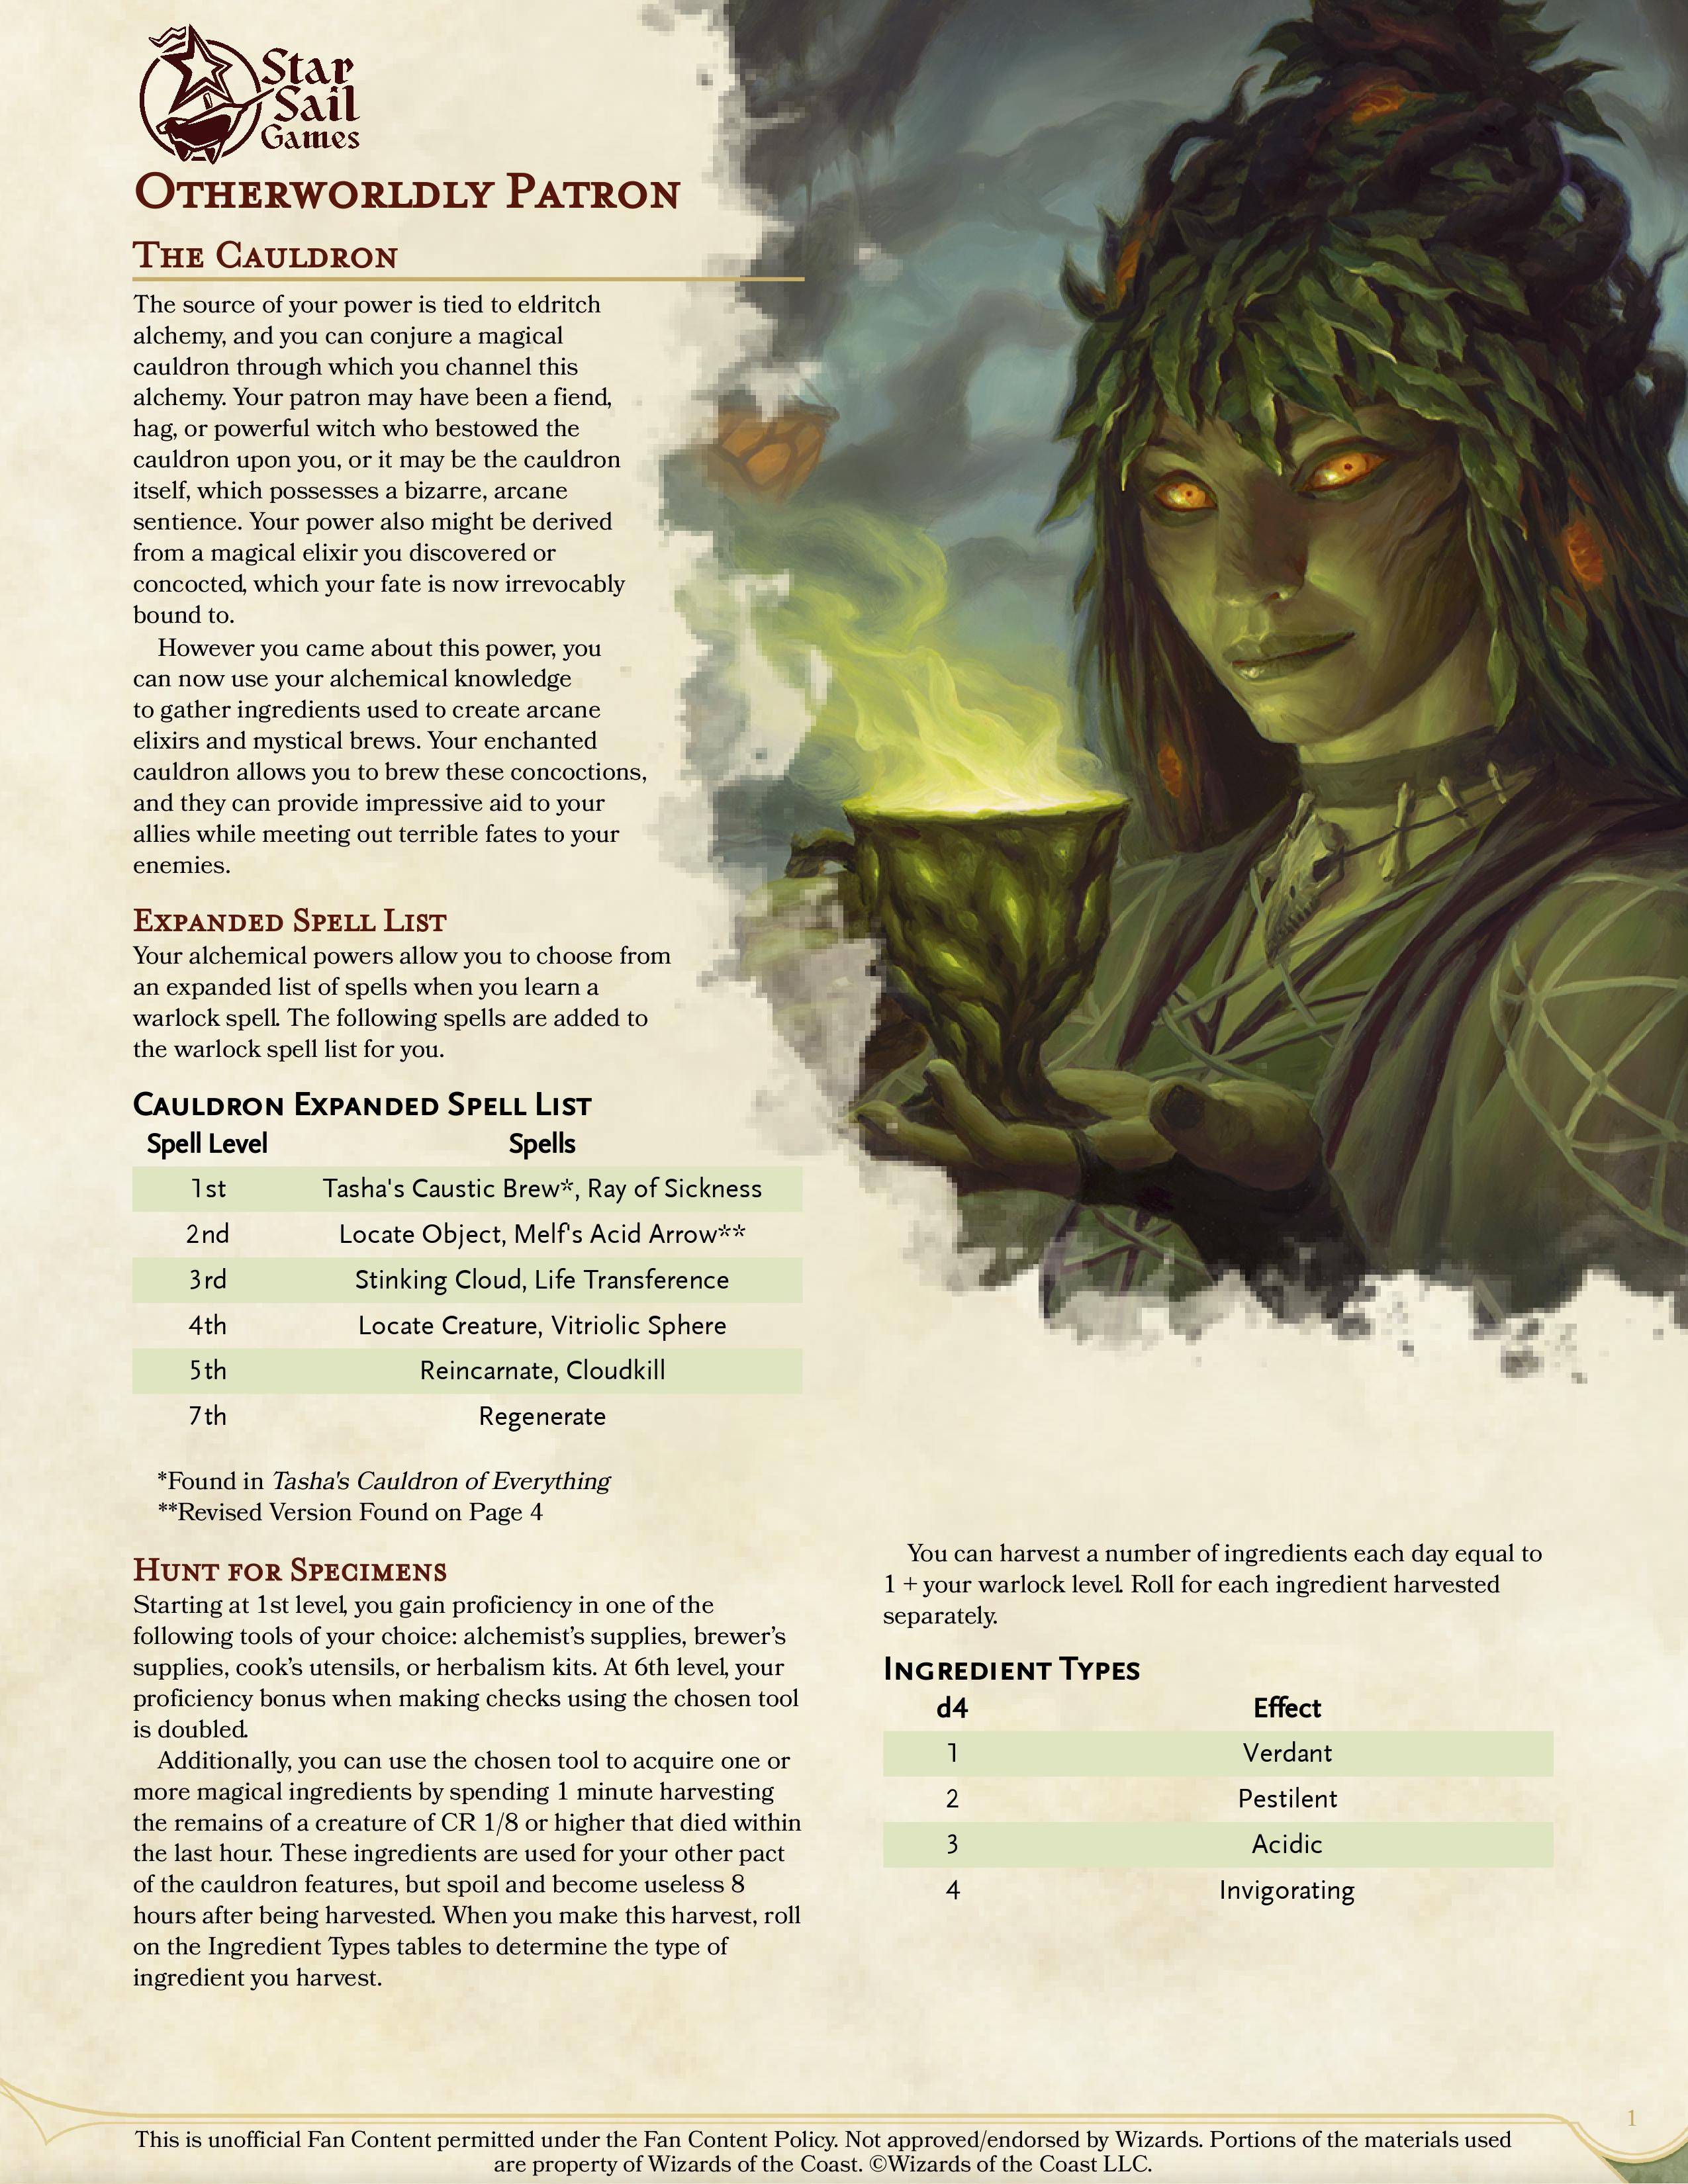 Star
Sail
Games
Otherworldly Patron
The Cauldron
The source of your power is tied to eldritch
alchemy, and you can conjure a magical
cauldron through which you channel this
alchemy. Your patron may have been a fiend,
hag, or powerful witch who bestowed the
cauldron upon you, or it may be the cauldron
itself, which possesses a bizarre, arcane
sentience. Your power also might be derived
from a magical elixir you discovered or
concocted, which your fate is now irrevocably
bound to.
However you came about this power, you
can now use your alchemical knowledge
to gather ingredients used to create arcane
elixirs and mystical brews. Your enchanted
cauldron allows you to brew these concoctions,
and they can provide impressive aid to your
allies while meeting out terrible fates to your
enemies.
Expanded Spell List
Your alchemical powers allow you to choose from
an expanded list of spells when you learn a
warlock spell. The following spells are added to
the warlock spell list for you.
Cauldron Expanded Spell List
Spell Level Spells
1st Tasha's Caustic Brew*, Ray of Sickness
2nd Locate Object, Melf's Acid Arrow**
3rd Stinking Cloud, Life Transference
4th Locate Creature, Vitriolic Sphere
5th Reincarnate, Cloudkill
7th Regenerate
*Found in Tasha's Cauldron of Everything
**Revised Version Found on Page 4
Hunt for Specimens
Starting at 1st level, you gain proficiency in one of the
following tools of your choice: alchemist’s supplies, brewer’s
supplies, cook’s utensils, or herbalism kits. At 6th level, your
proficiency bonus when making checks using the chosen tool
is doubled.
Additionally, you can use the chosen tool to acquire one or
more magical ingredients by spending 1 minute harvesting
the remains of a creature of CR 1/8 or higher that died within
the last hour. These ingredients are used for your other pact
of the cauldron features, but spoil and become useless 8
hours after being harvested. When you make this harvest, roll
on the Ingredient Types tables to determine the type of
ingredient you harvest.
You can harvest a number of ingredients each day equal to
1 + your warlock level. Roll for each ingredient harvested
separately.
Ingredient Types
d4 Effect
1 Verdant
2 Pestilent
3 Acidic
4 Invigorating
1
This is unofficial Fan Content permitted under the Fan Content Policy. Not approved/endorsed by Wizards. Portions of the materials used
are property of Wizards of the Coast. ©Wizards of the Coast LLC.